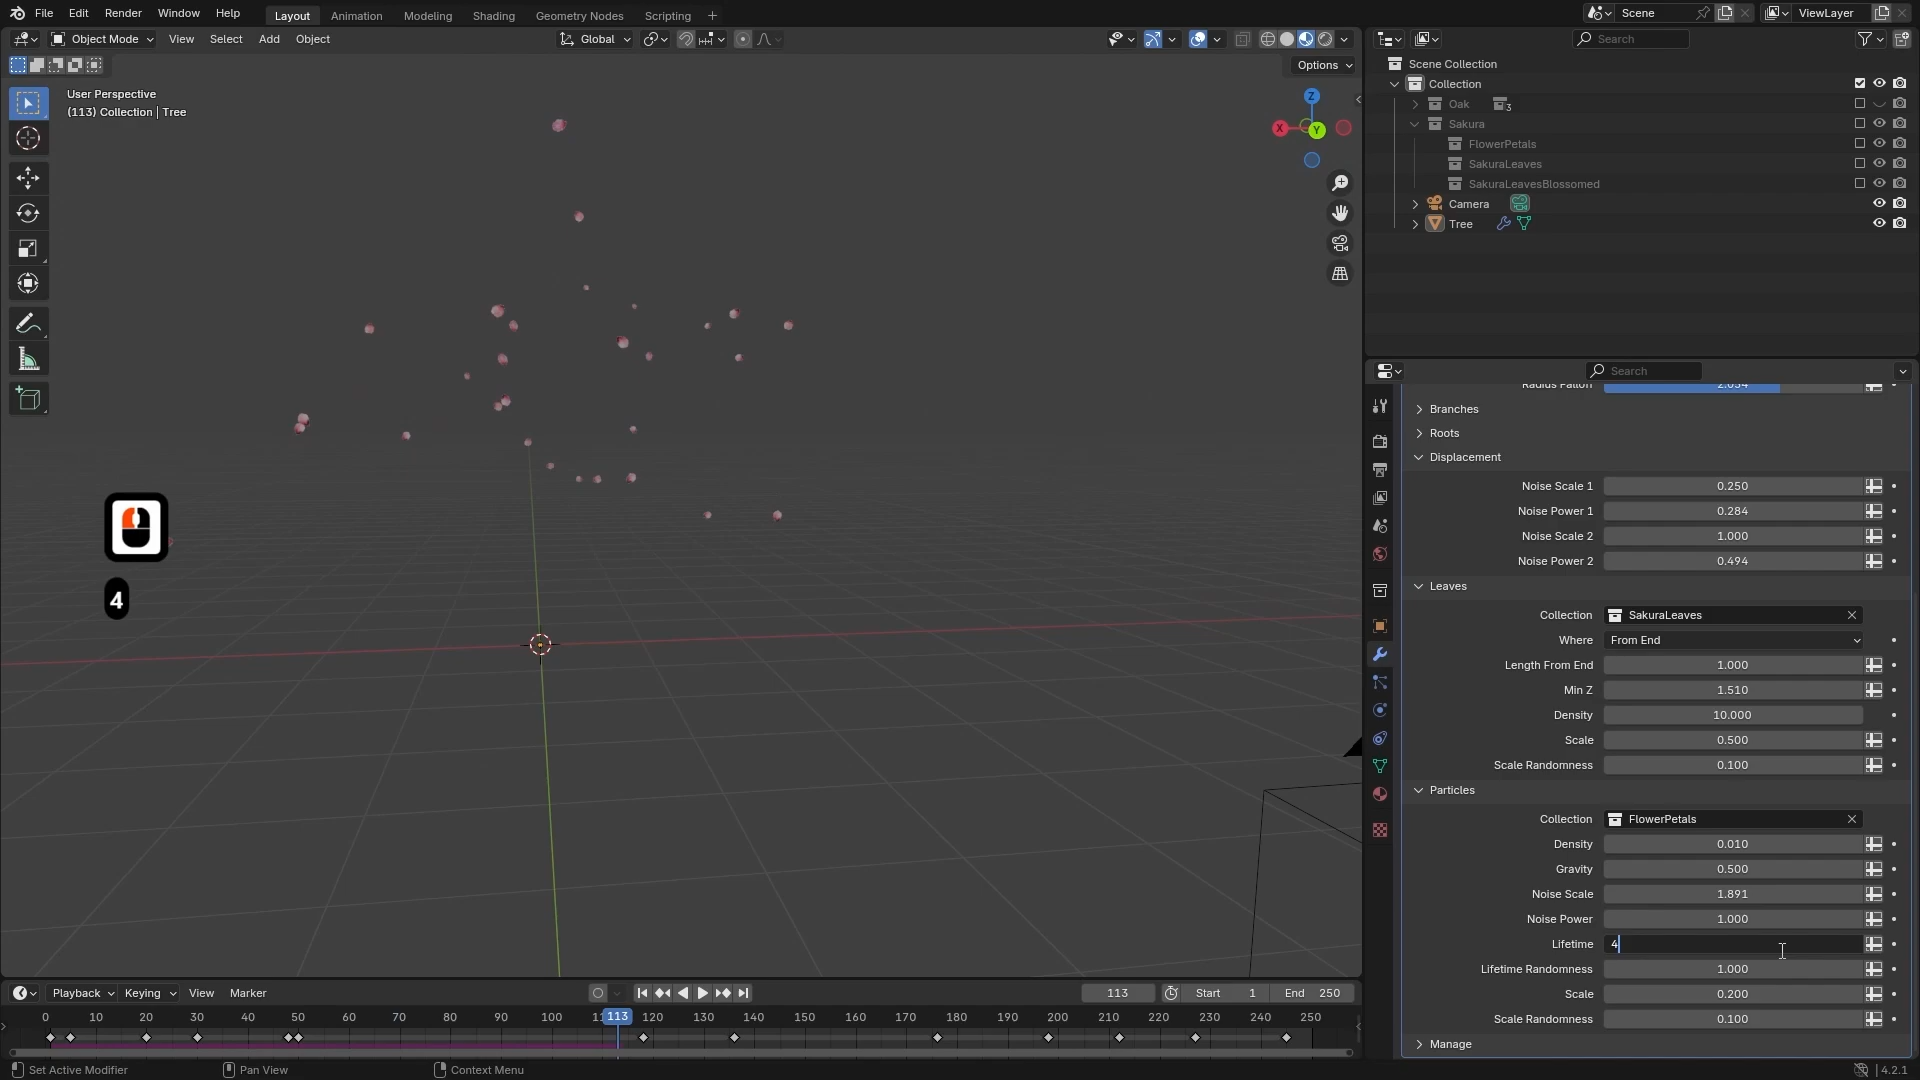 File Edit Render Window Help Layout Animation Modeling Shading Geometry Nodes Scripting + Scene ViewLayer
Object Mode View Select Add Object Global Search
Options
User Perspective
(113) Collection | Tree
Z
X
Y
4
Scene Collection
Collection
Oak 3
Sakura
FlowerPetals
SakuraLeaves
SakuraLeavesBlossomed
Camera
Tree
Search
Radius Falloff 2.034
Branches
Roots
Displacement
Noise Scale 1 0.250
Noise Power 1 0.284
Noise Scale 2 1.000
Noise Power 2 0.494
Leaves
Collection SakuraLeaves
Where From End
Length From End 1.000
Min Z 1.510
Density 10.000
Scale 0.500
Scale Randomness 0.100
Particles
Collection FlowerPetals
Density 0.010
Gravity 0.500
Noise Scale 1.891
Noise Power 1.000
Lifetime 4
Lifetime Randomness 1.000
Scale 0.200
Scale Randomness 0.100
Manage
Playback Keying View Marker 113 Start 1 End 250
0 10 20 30 40 50 60 70 80 90 100 113 120 130 140 150 160 170 180 190 200 210 220 230 240 250
Set Active Modifier Pan View Context Menu 4.2.1